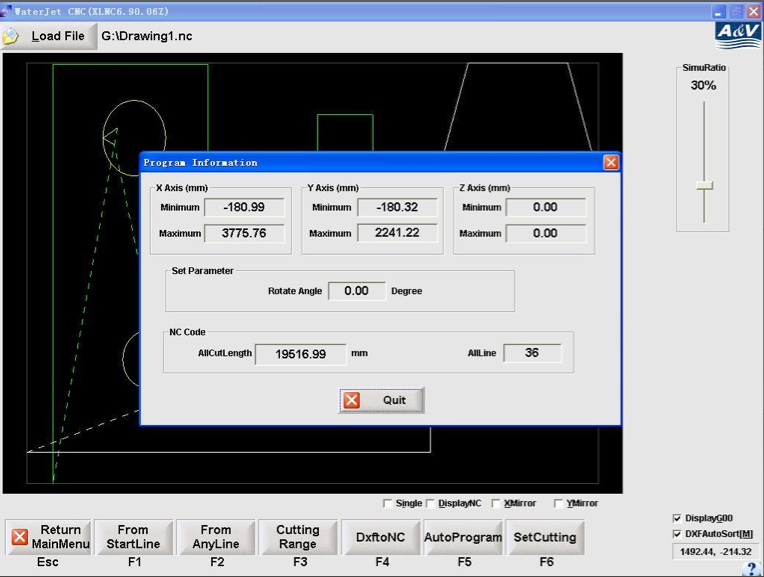 WaterJet CNC(XLNC6.90.06Z)
Load File G:\Drawing1.nc
A&V
SimuRatio
30%
Program Information
X Axis (mm) Y Axis (mm) Z Axis (mm)
Minimum -180.99 Minimum -180.32 Minimum 0.00
Maximum 3775.76 Maximum 2241.22 Maximum 0.00
Set Parameter
Rotate Angle 0.00 Degree
NC Code
AllCutLength 19516.99 mm AllLine 36
Quit
Single DisplayNC XMirror YMirror
DisplayG00
DXFAutoSort[M]
1492.44, -214.32
Return MainMenu
From StartLine
From AnyLine
Cutting Range
DxftoNC
AutoProgram
SetCutting
Esc F1 F2 F3 F4 F5 F6
?